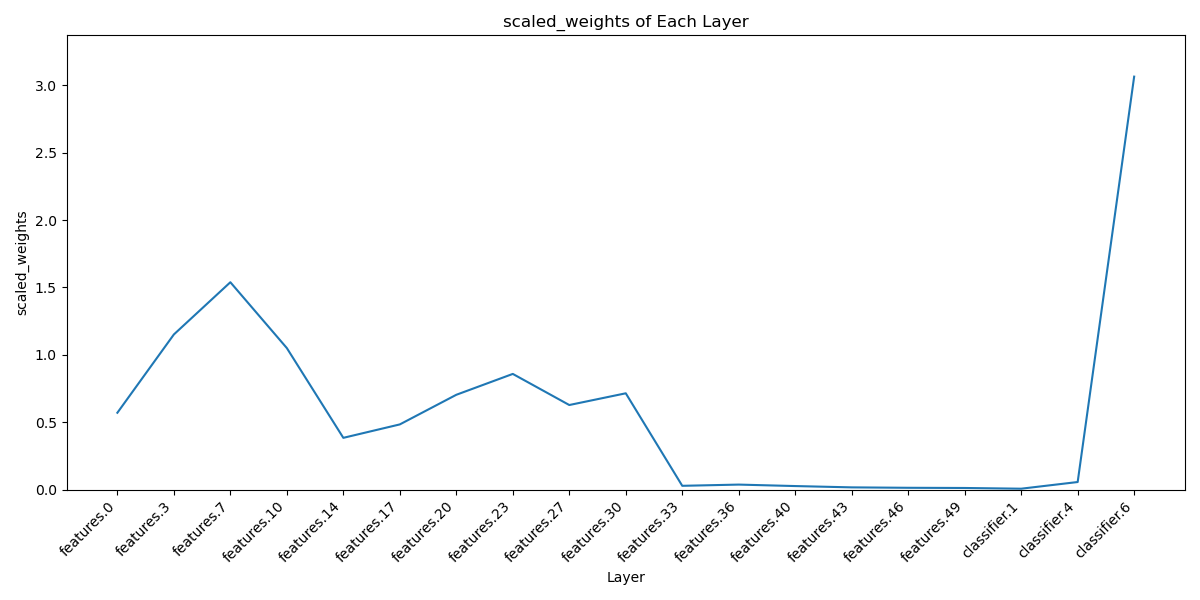 scaled_weights of Each Layer
scaled_weights
3.0
2.5
2.0
1.5
1.0
0.5
0.0
features.0
features.3
features.7
features.10
features.14
features.17
features.20
features.23
features.27
features.30
features.33
features.36
features.40
features.43
features.46
features.49
classifier.1
classifier.4
classifier.6
Layer